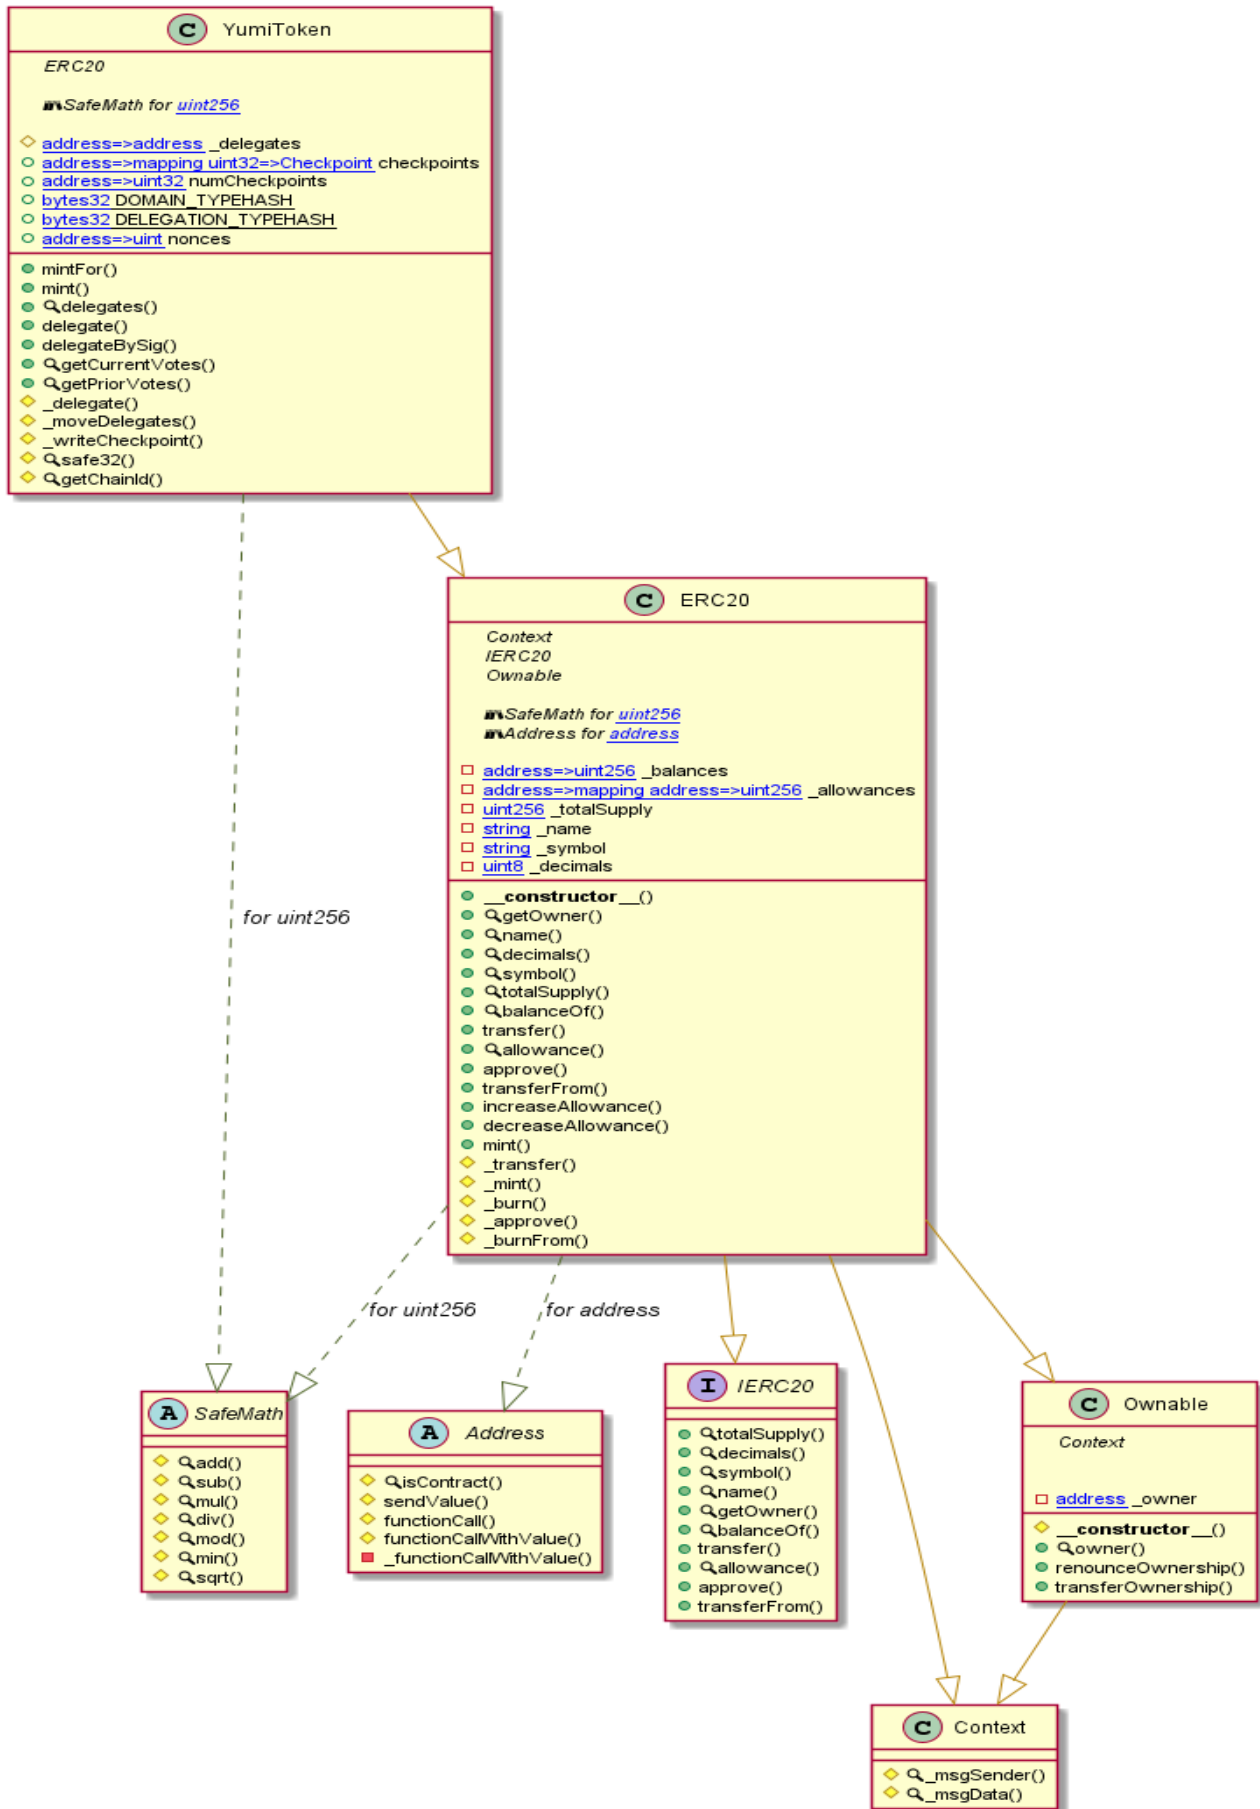 C YumiToken
ERC20
SafeMath for uint256
address=>address _delegates
address=>mapping uint32=>Checkpoint checkpoints
address=>uint32 numCheckpoints
bytes32 DOMAIN_TYPEHASH
bytes32 DELEGATION_TYPEHASH
address=>uint nonces
mintFor()
mint()
delegates()
delegate()
delegateBySig()
getCurrentVotes()
getPriorVotes()
_delegate()
_moveDelegates()
_writeCheckpoint()
safe32()
getChainId()
C ERC20
Context
IERC20
Ownable
SafeMath for uint256
Address for address
address=>uint256 _balances
address=>mapping address=>uint256 _allowances
uint256 _totalSupply
string _name
string _symbol
uint8 _decimals
__constructor__()
getOwner()
name()
decimals()
symbol()
totalSupply()
balanceOf()
transfer()
allowance()
approve()
transferFrom()
increaseAllowance()
decreaseAllowance()
mint()
_transfer()
_mint()
_burn()
_approve()
_burnFrom()
for uint256
for uint256
for address
A SafeMath
add()
sub()
mul()
div()
mod()
min()
sqrt()
A Address
isContract()
sendValue()
functionCall()
functionCallWithValue()
_functionCallWithValue()
I IERC20
totalSupply()
decimals()
symbol()
name()
getOwner()
balanceOf()
transfer()
allowance()
approve()
transferFrom()
C Ownable
Context
address _owner
__constructor__()
owner()
renounceOwnership()
transferOwnership()
C Context
_msgSender()
_msgData()